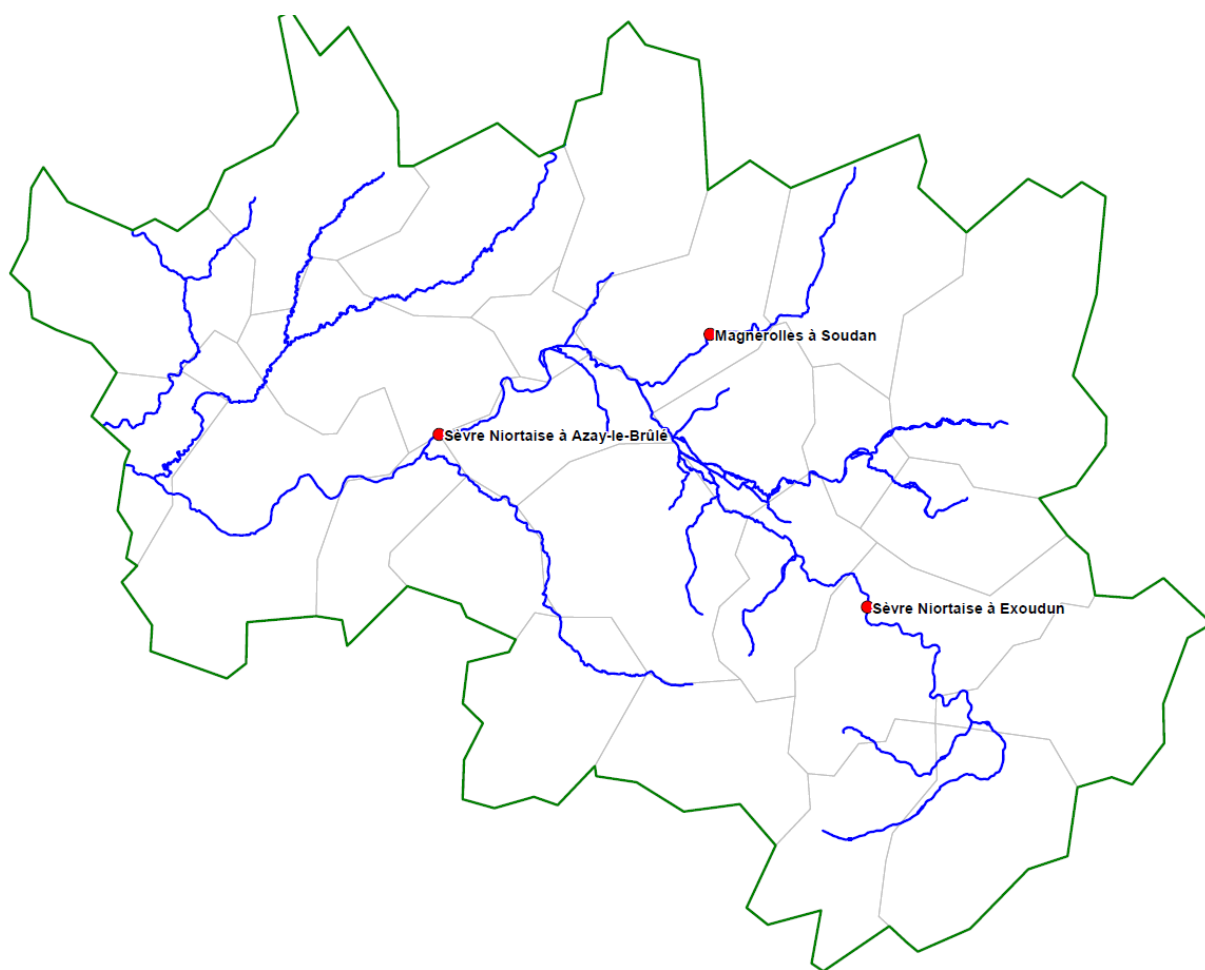 Magnerolles à Soudan
Sèvre Niortaise à Azay-le-Brûlé
Sèvre Niortaise à Exoudun